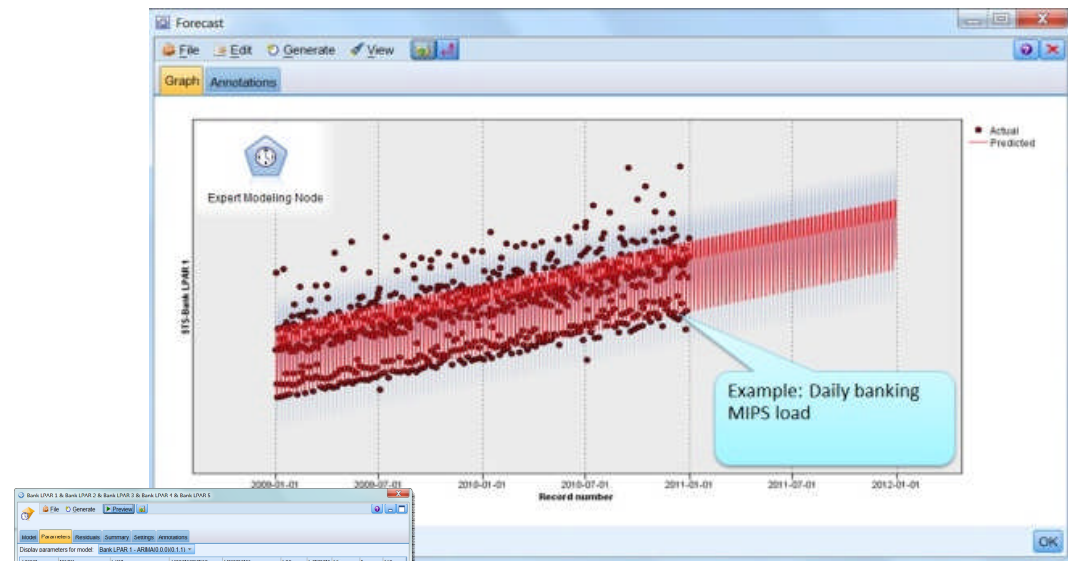 Forecast
File Edit Generate View
Graph Annotations
Actual
Predicted
Expert Modeling Node
STS-Bank LPAR 1
Example: Daily banking
MIPS load
2009-01-01 2009-07-01 2010-01-01 2010-07-01 2011-01-01 2011-07-01 2012-01-01
Record number
OK
Bank LPAR 1 & Bank LPAR 2 & Bank LPAR 3 & Bank LPAR 4 & Bank LPAR 5
File Generate Preview
Model Parameters Residuals Summary Settings Annotations
Display parameters for model: Bank LPAR 1 - ARIMA(0,0,0)(0,1,1)